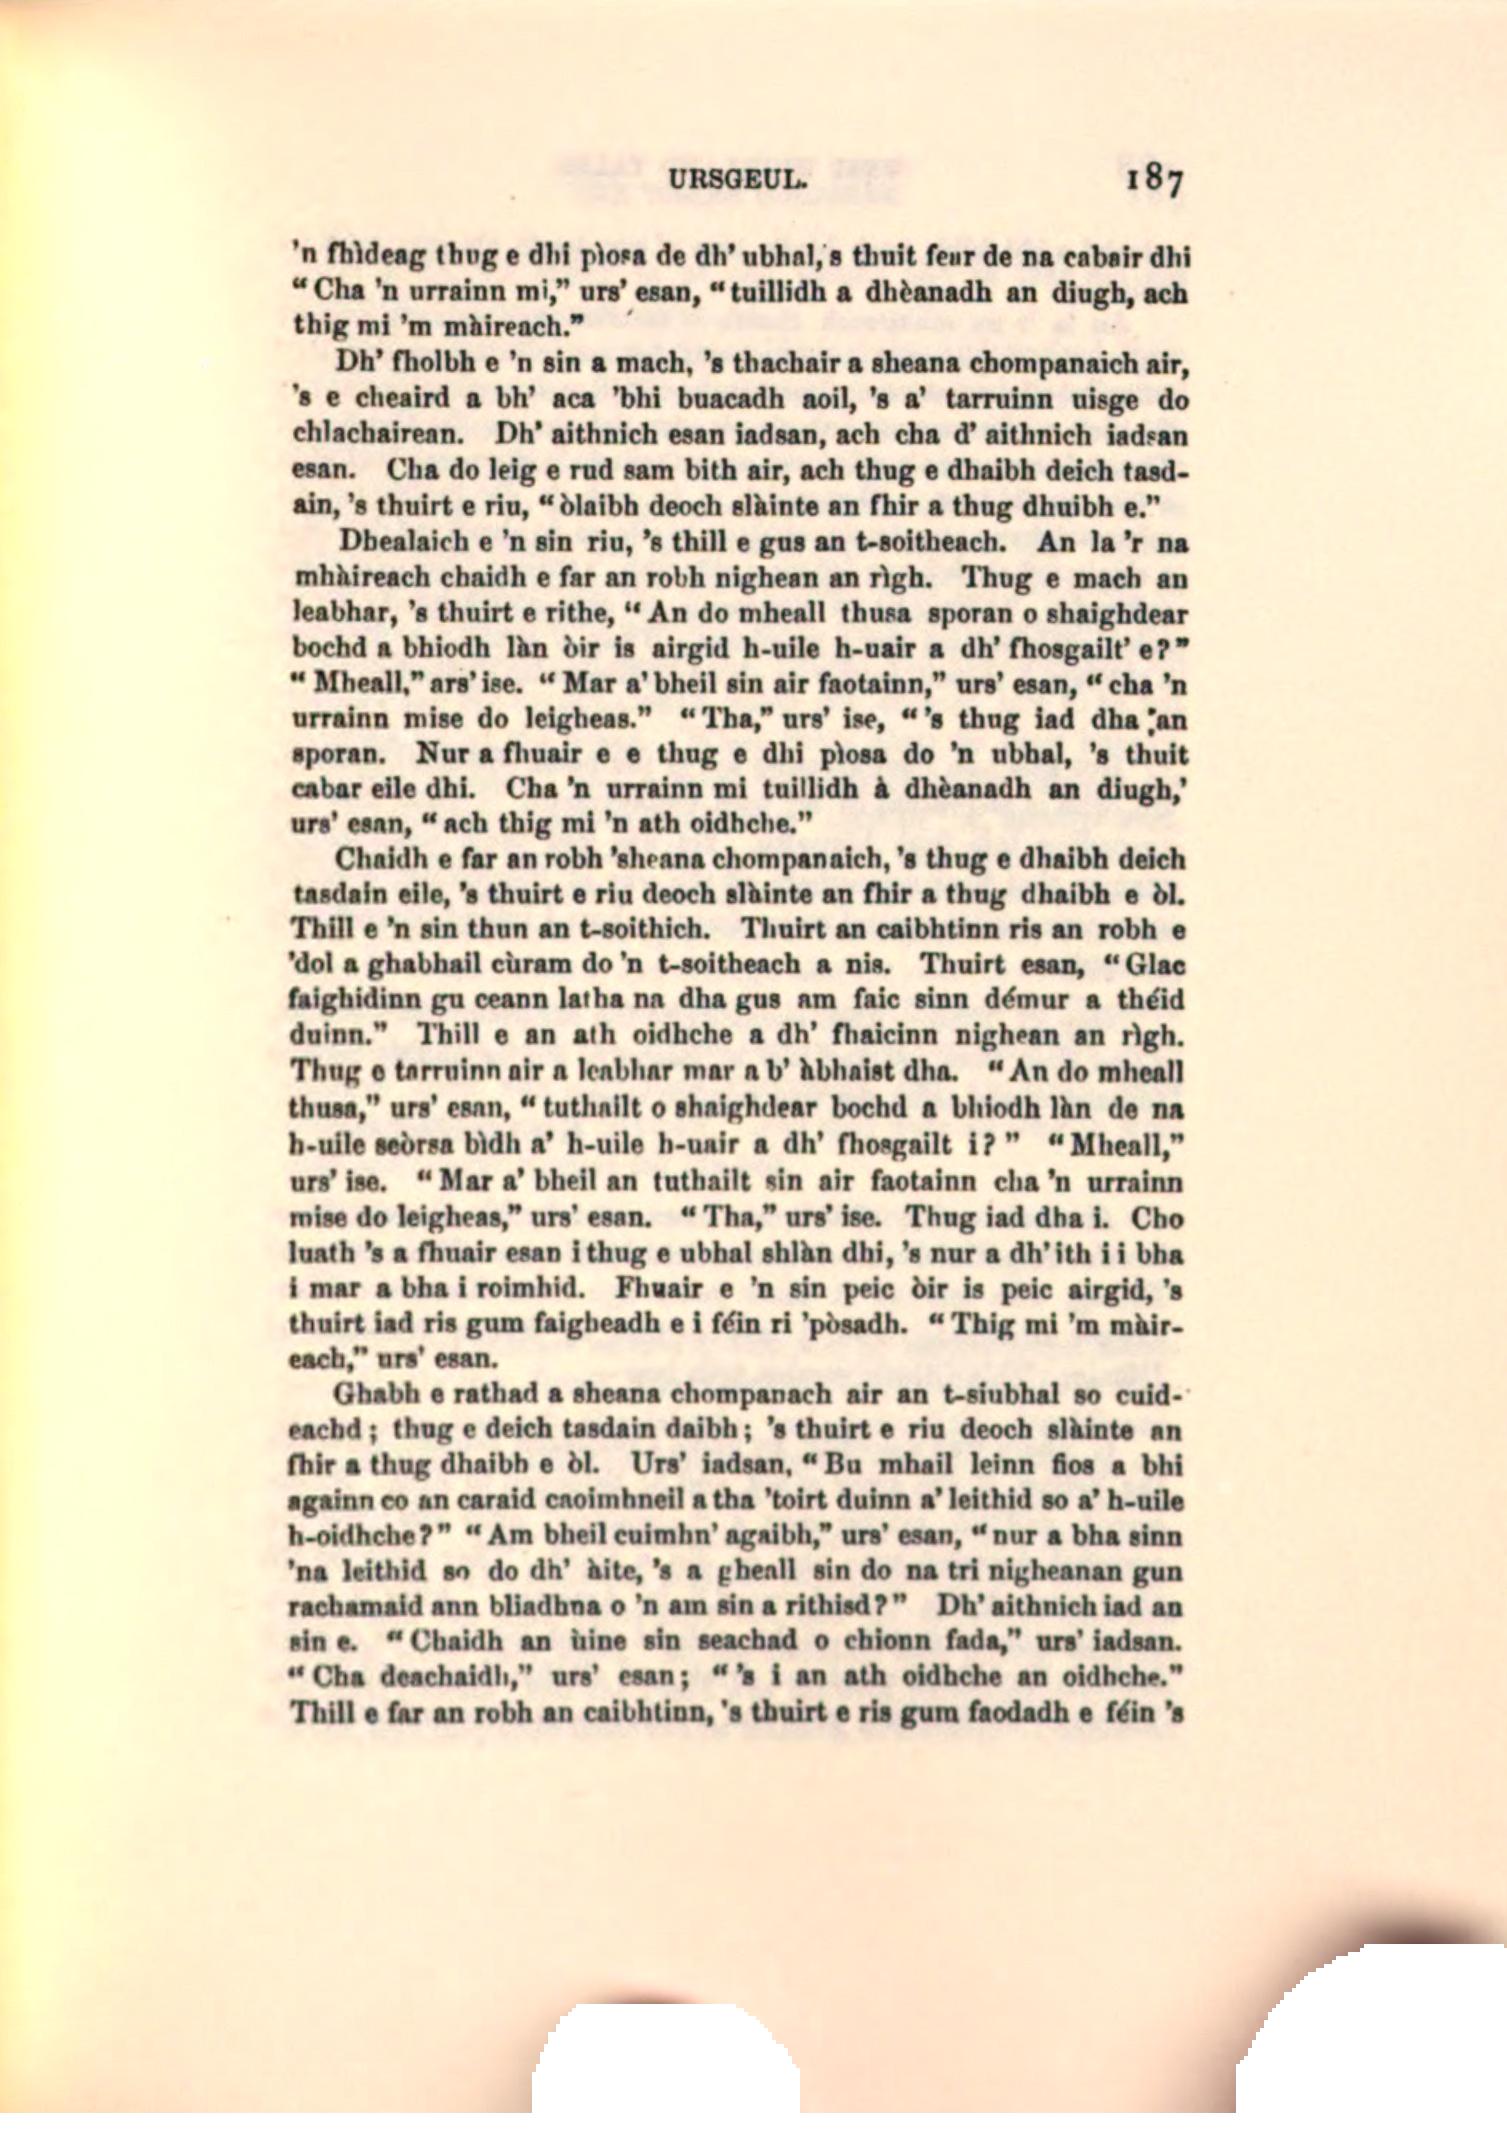 URSGEUL. 187
'n fhìdeag thug e dhi pìosa de dh' ubhal, 's thuit feur de na cabair dhi
“Cha 'n urrainn mi,” urs' esan, “tuillidh a dhèanadh an diugh, ach
thig mi 'm màireach.”
Dh' fholbh e 'n sin a mach, 's thachair a sheana chompanaich air,
's e cheaird a bh' aca 'bhi buacadh aoil, 's a' tarruinn uisge do
chlachairean. Dh' aithnich esan iadsan, ach cha d' aithnich iadsan
esan. Cha do leig e rud sam bith air, ach thug e dhaibh deich tasd-
ain, 's thuirt e riu, “òlaibh deoch slàinte an fhir a thug dhuibh e.”
Dhealaich e 'n sin riu, 's thill e gus an t-soitheach. An la 'r na
mhàireach chaidh e far an robh nighean an rìgh. Thug e mach an
leabhar, 's thuirt e rithe, “An do mheall thusa sporan o shaighdear
bochd a bhiodh làn òir is airgid h-uile h-uair a dh' fhosgailt' e?”
“Mheall,” ars' ise. “Mar a' bheil sin air faotainn,” urs' esan, “cha 'n
urrainn mise do leigheas.” “Tha,” urs' ise, “'s thug iad dha 'an
sporan. Nur a fhuair e e thug e dhi pìosa do 'n ubhal, 's thuit
cabar eile dhi. Cha 'n urrainn mi tuillidh à dhèanadh an diugh,'
urs' esan, “ach thig mi 'n ath oidhche.”
Chaidh e far an robh 'sheana chompanaich, 's thug e dhaibh deich
tasdain eile, 's thuirt e riu deoch slàinte an fhir a thug dhaibh e òl.
Thill e 'n sin thun an t-soithich. Thuirt an caibhtinn ris an robh e
'dol a ghabhail cùram do 'n t-soitheach a nis. Thuirt esan, “Glac
faighidinn gu ceann latha na dha gus am faic sinn démur a théid
duinn.” Thill e an ath oidhche a dh' fhaicinn nighean an rìgh.
Thug e tarruinn air a leabhar mar a b' àbhaist dha. “An do mheall
thusa,” urs' esan, “tuthailt o shaighdear bochd a bhiodh làn de na
h-uile seòrsa bìdh a' h-uile h-uair a dh' fhosgailt i?” “Mheall,”
urs' ise. “Mar a' bheil an tuthailt sin air faotainn cha 'n urrainn
mise do leigheas,” urs' esan. “Tha,” urs' ise. Thug iad dha i. Cho
luath 's a fhuair esan i thug e ubhal shlàn dhi, 's nur a dh' ith i i bha
i mar a bha i roimhid. Fhuair e 'n sin peic òir is peic airgid, 's
thuirt iad ris gum faigheadh e i féin ri 'pòsadh. “Thig mi 'm màir-
each,” urs' esan.
Ghabh e rathad a sheana chompanach air an t-siubhal so cuid-
eachd; thug e deich tasdain daibh; 's thuirt e riu deoch slàinte an
fhir a thug dhaibh e òl. Urs' iadsan, “Bu mhail leinn fios a bhi
againn co an caraid caoimhneil a tha 'toirt duinn a' leithid so a' h-uile
h-oidhche?” “Am bheil cuimhn' agaibh,” urs' esan, “nur a bha sinn
'na leithid so do dh' àite, 's a gheall sin do na tri nigheanan gun
rachamaid ann bliadhna o 'n am sin a rithisd?” Dh' aithnich iad an
sin e. “Chaidh an ùine sin seachad o chionn fada,” urs' iadsan.
“Cha deachaidh,” urs' esan; “'s i an ath oidhche an oidhche.”
Thill e far an robh an caibhtinn, 's thuirt e ris gum faodadh e féin 's